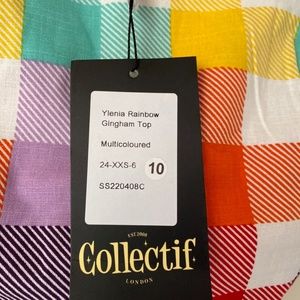 Ylenia Rainbow
Gingham Top
Multicoloured
24-XXS-6 10
SS220408C
EST 2000
Collectif
LONDON